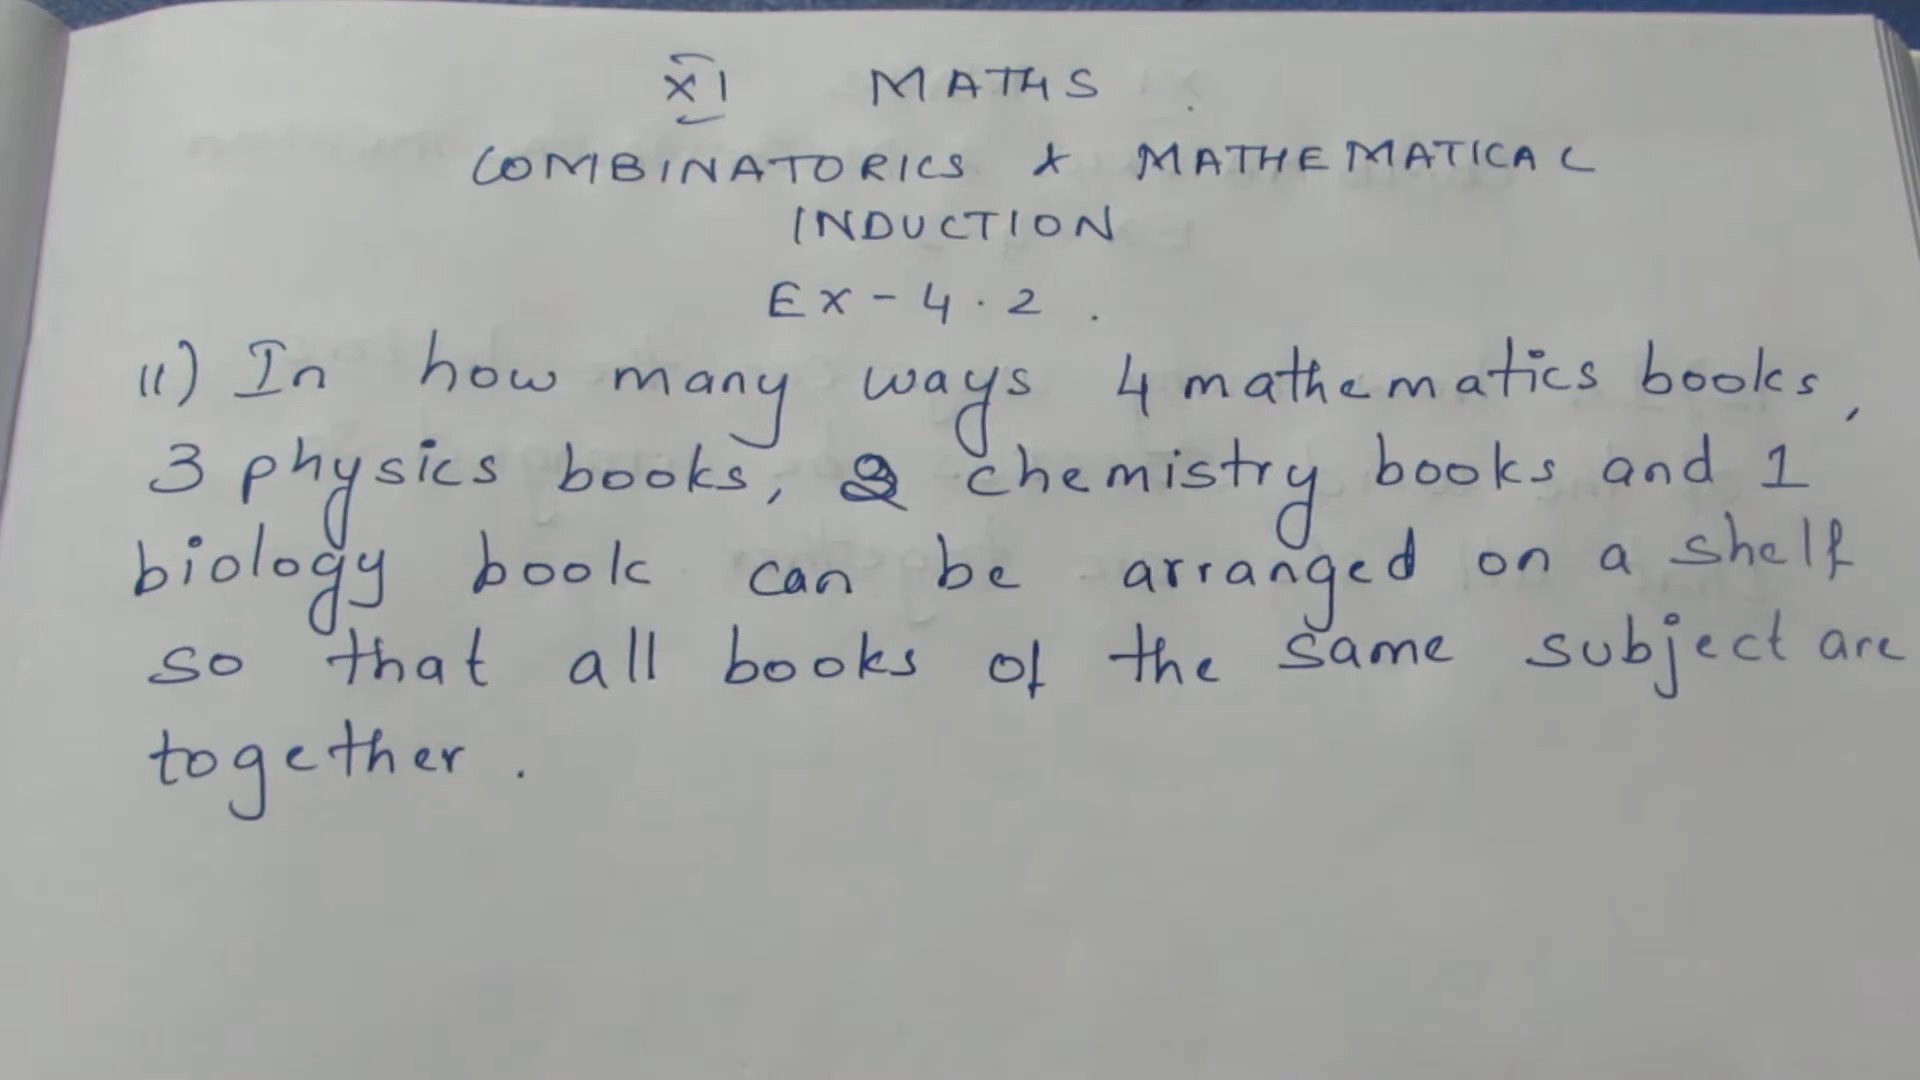 XI MATHS
COMBINATORICS & MATHEMATICAL
INDUCTION
Ex - 4.2.
11) In how many ways 4 mathematics books,
3 physics books, 2 chemistry books and 1
biology book can be arranged on a shelf
so that all books of the same subject are
together.